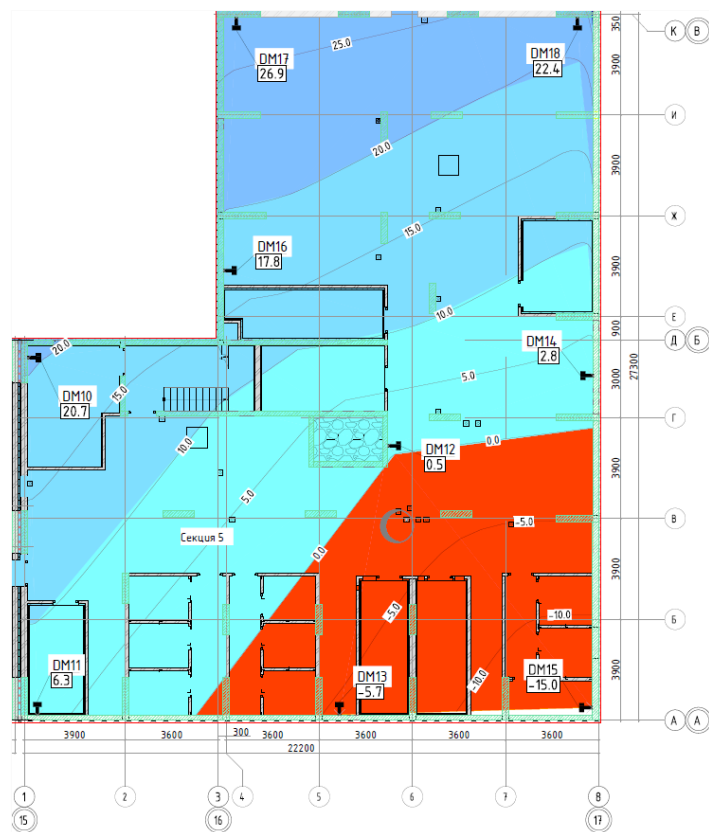 25.0
350
К
В
DM17
26.9
DM18
22.4
3900
И
20.0
3900
Ж
15.0
DM16
17.8
3900
10.0
Е
900
DM14
2.8
Д
Б
20.0
3000
27300
15.0
5.0
DM10
20.7
Г
10.0
0.0
DM12
0.5
3900
5.0
В
-5.0
Секция 5
0.0
3900
-5.0
-10.0
Б
DM11
6.3
DM13
-5.7
-10.0
DM15
-15.0
3900
А
А
3900
3600
300
3600
3600
3600
3600
22200
1
2
3
4
5
6
7
8
15
16
17